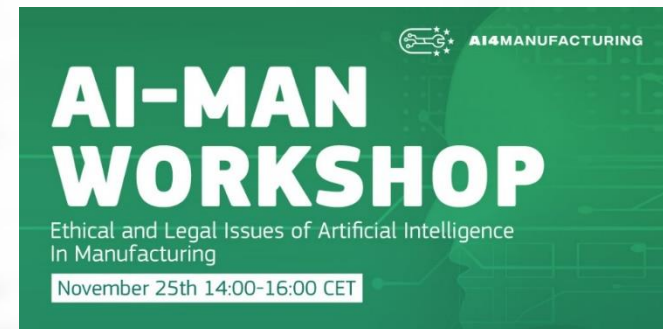 AI4MANUFACTURING
AI-MAN
WORKSHOP
Ethical and Legal Issues of Artificial Intelligence
In Manufacturing
November 25th 14:00-16:00 CET